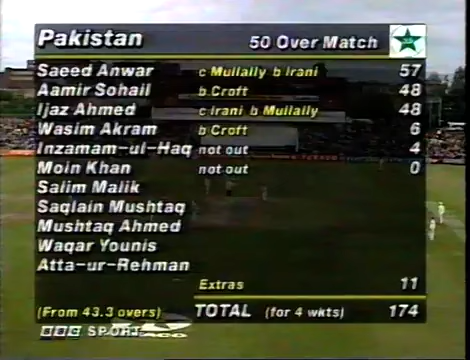 Pakistan 50 Over Match
Saeed Anwar c Mullally b Irani 57
Aamir Sohail b Croft 48
Ijaz Ahmed c Irani b Mullally 48
Wasim Akram b Croft 6
Inzamam-ul-Haq not out 4
Moin Khan not out 0
Salim Malik
Saqlain Mushtaq
Mushtaq Ahmed
Waqar Younis
Atta-ur-Rehman
Extras 11
(From 43.3 overs) TOTAL (for 4 wkts) 174
BBC SPORT